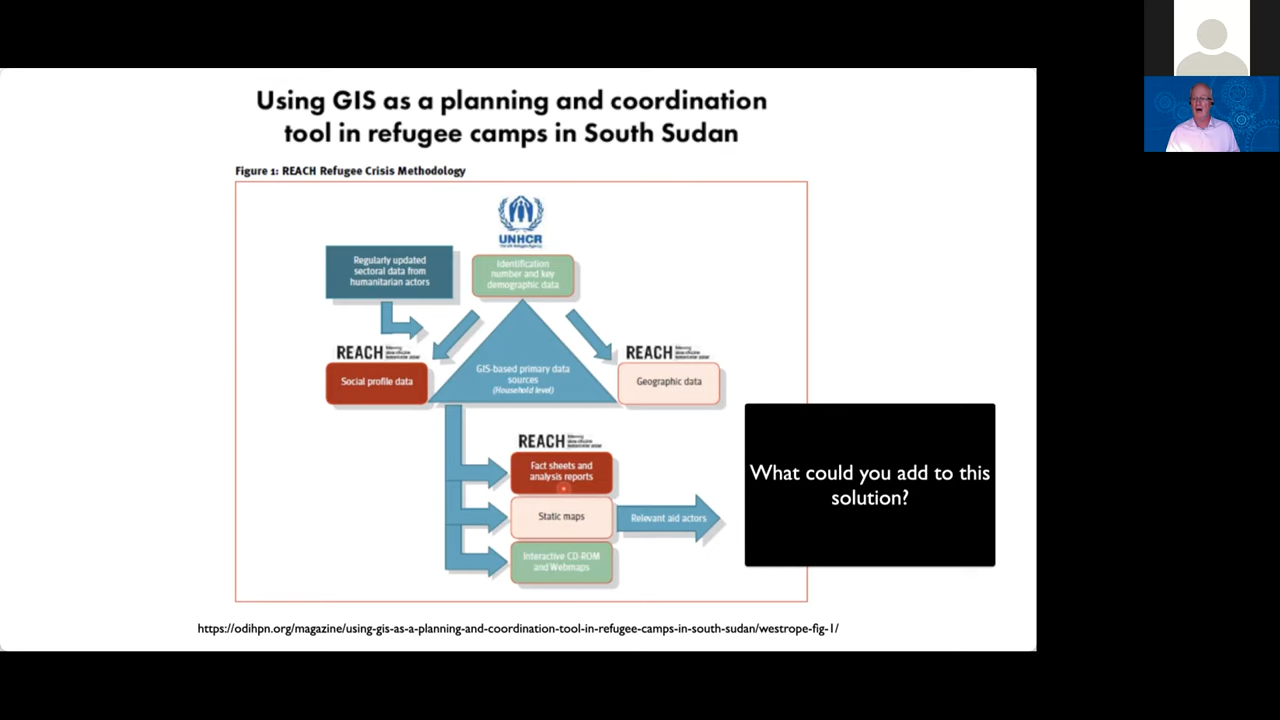 Using GIS as a planning and coordination
tool in refugee camps in South Sudan
Figure 1: REACH Refugee Crisis Methodology
UNHCR
Regularly updated
sectoral data from
humanitarian actors
Identification
number and key
demographic data
REACH
Social profile data
GIS-based primary data
sources
(Household level)
REACH
Geographic data
REACH
Fact sheets and
analysis reports
Static maps
Relevant aid actors
Interactive CD-ROM
and Webmaps
What could you add to this
solution?
https://odihpn.org/magazine/using-gis-as-a-planning-and-coordination-tool-in-refugee-camps-in-south-sudan/westrope-fig-1/